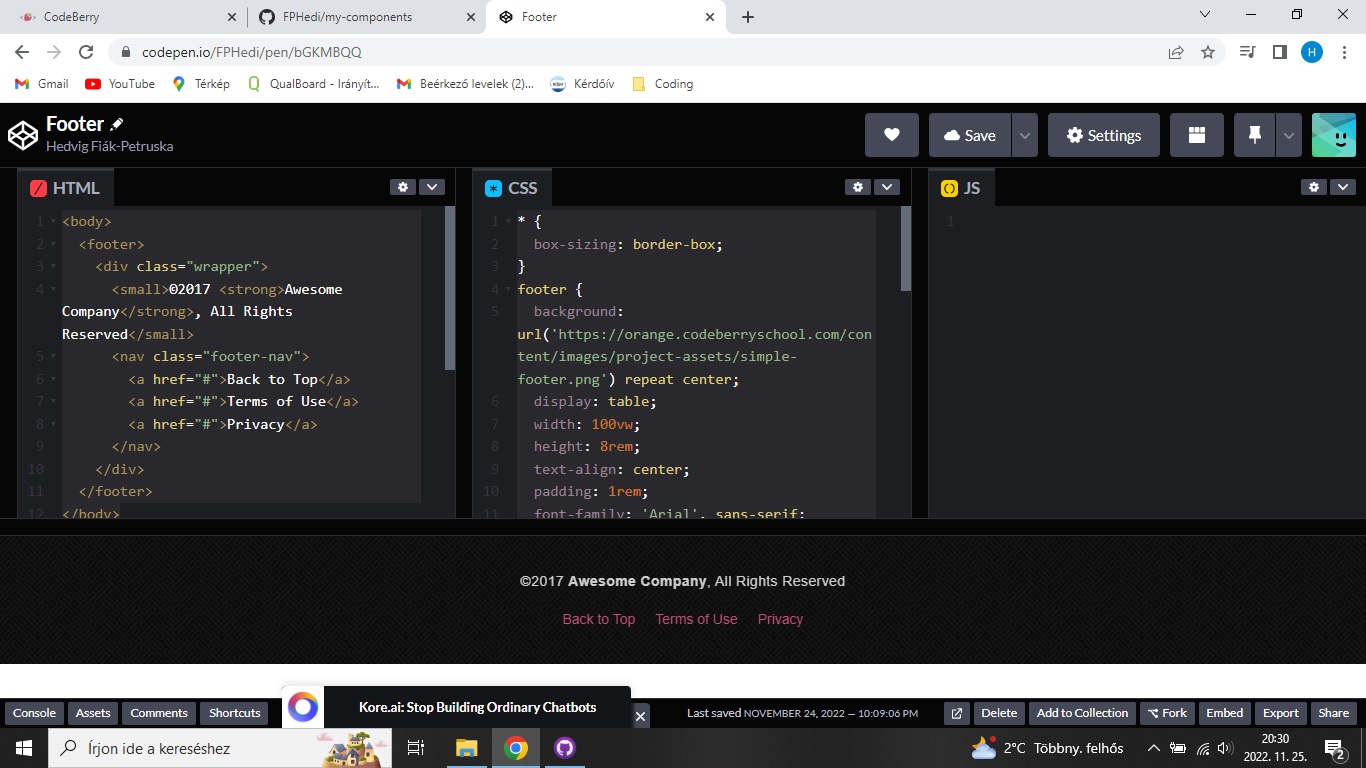 CodeBerry
FPHedi/my-components
Footer
codepen.io/FPHedi/pen/bGKMBQQ
H
Gmail
YouTube
Térkép
QualBoard - Irányít...
Beérkező levelek (2)...
Kérdőív
Coding
Footer
Hedvig Fiák-Petruska
Save
Settings
HTML
1 <body>
2 <footer>
3 <div class="wrapper">
4 <small>©2017 <strong>Awesome
Company</strong>, All Rights
Reserved</small>
5 <nav class="footer-nav">
6 <a href="#">Back to Top</a>
7 <a href="#">Terms of Use</a>
8 <a href="#">Privacy</a>
9 </nav>
10 </div>
11 </footer>
12 </body>
CSS
1 * {
2 box-sizing: border-box;
3 }
4 footer {
5 background:
url('https://orange.codeberryschool.com/con
tent/images/project-assets/simple-
footer.png') repeat center;
6 display: table;
7 width: 100vw;
8 height: 8rem;
9 text-align: center;
10 padding: 1rem;
11 font-family: 'Arial', sans-serif;
JS
1
©2017 Awesome Company, All Rights Reserved
Back to Top Terms of Use Privacy
Console
Assets
Comments
Shortcuts
Kore.ai: Stop Building Ordinary Chatbots
Last saved NOVEMBER 24, 2022 — 10:09:06 PM
Delete
Add to Collection
Fork
Embed
Export
Share
Írjon ide a kereséshez
2°C Többny. felhős
20:30
2022. 11. 25.
2